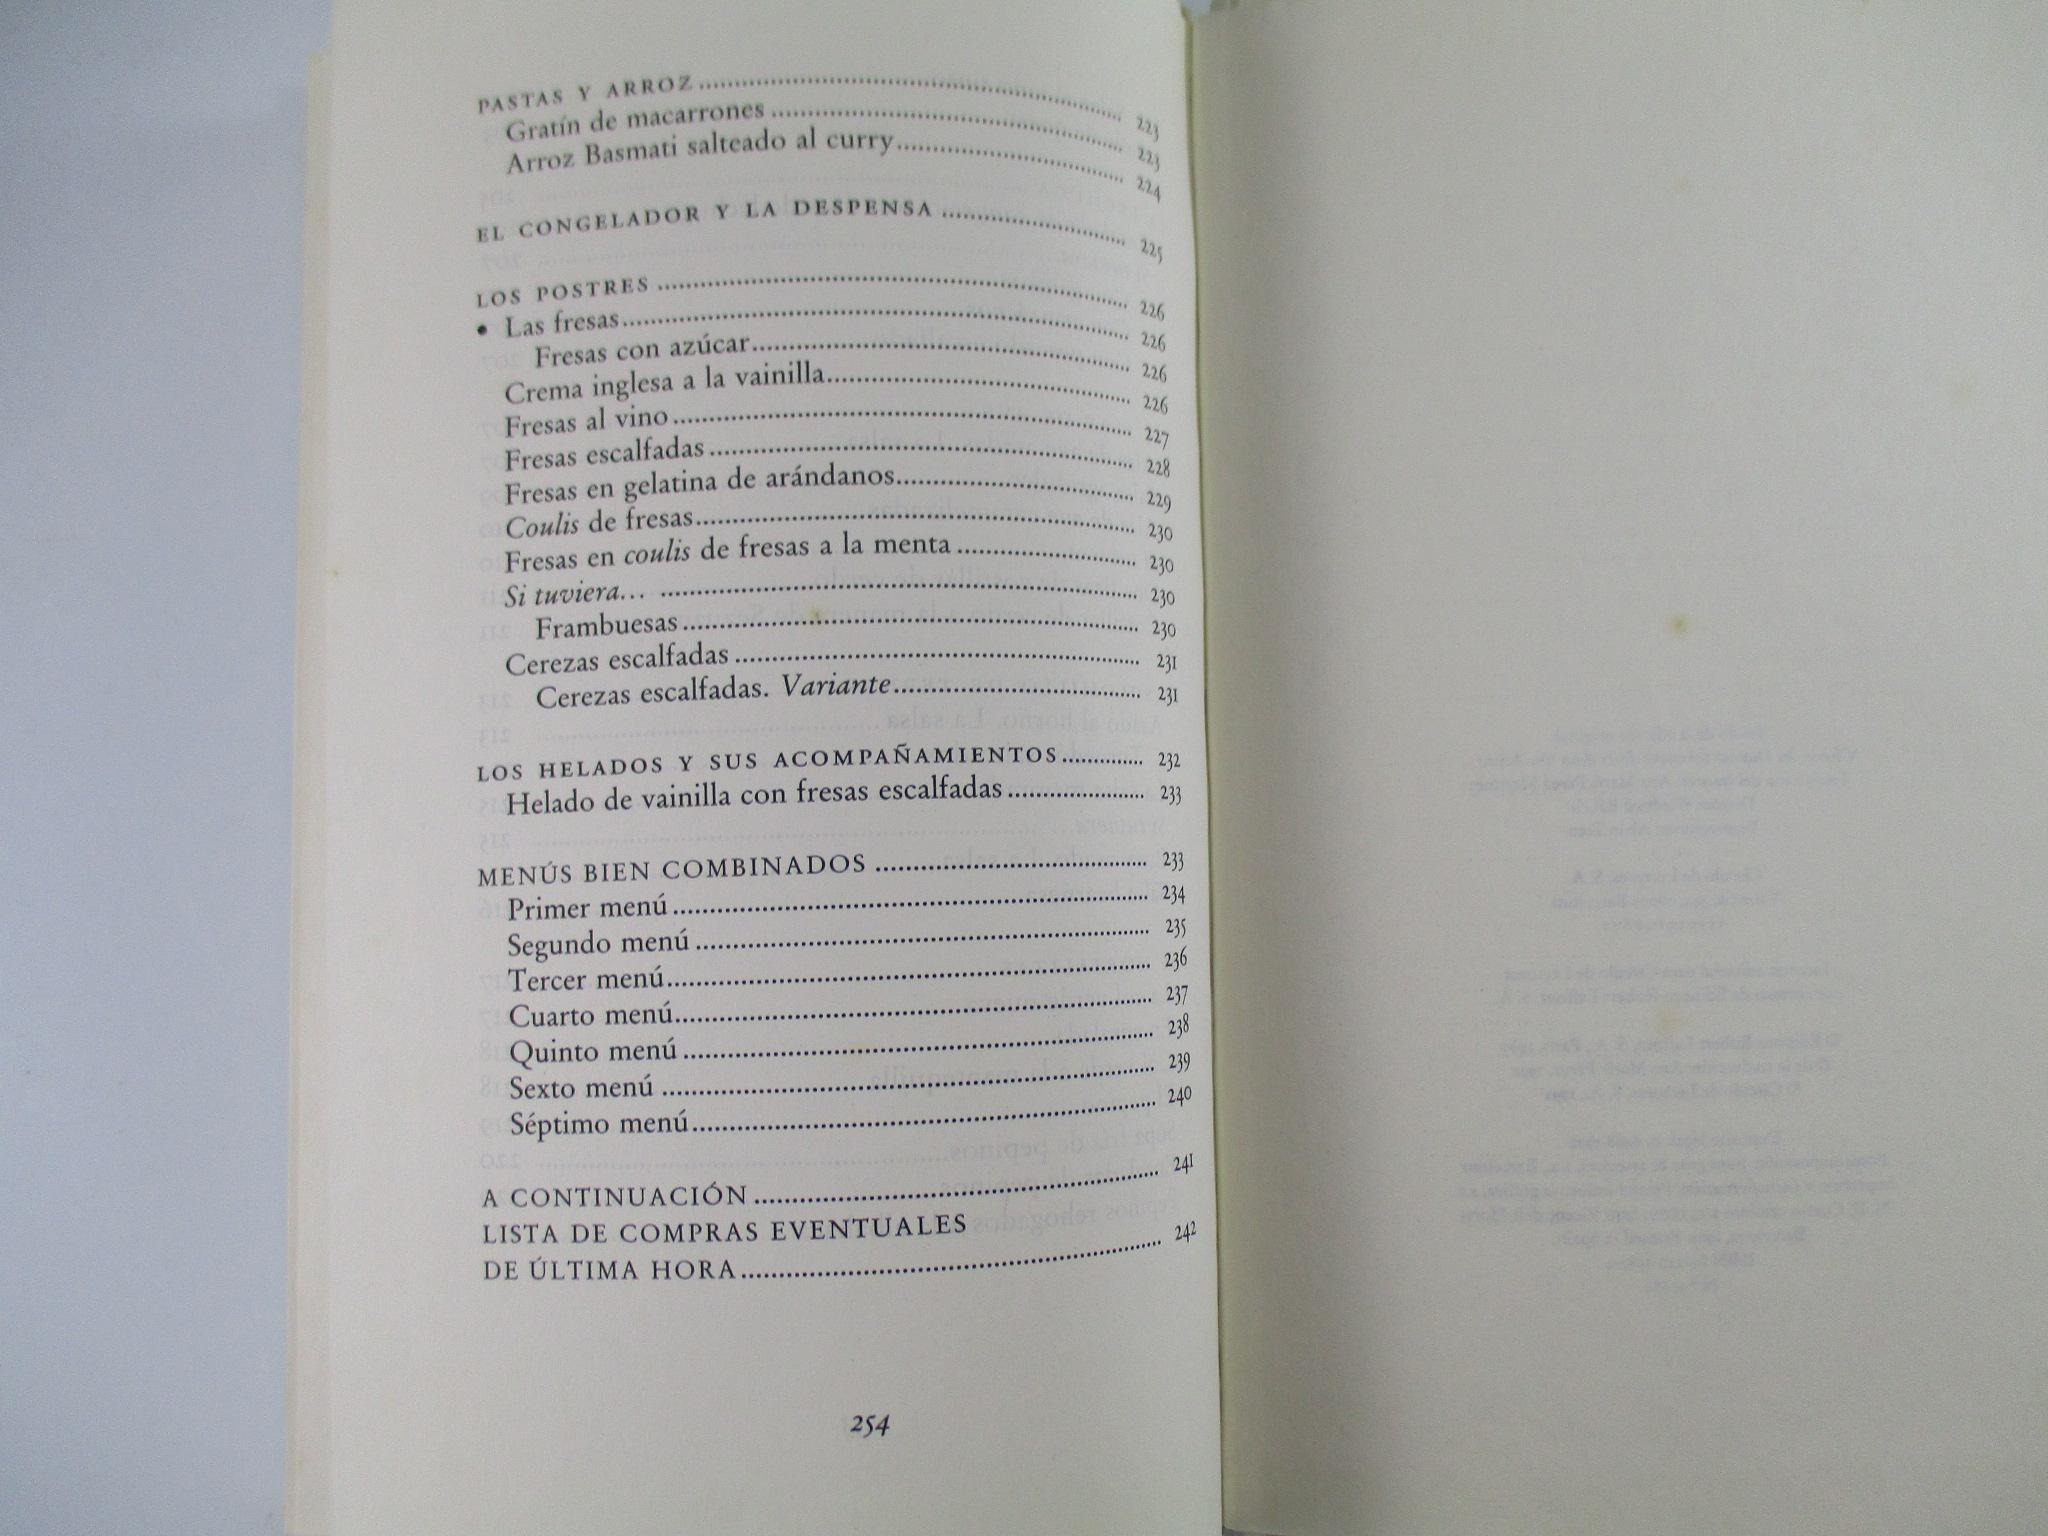 PASTAS Y ARROZ ........ 223
Gratín de macarrones ........ 223
Arroz Basmati salteado al curry ........ 224
EL CONGELADOR Y LA DESPENSA ........ 225
LOS POSTRES ........ 226
• Las fresas ........ 226
Fresas con azúcar ........ 226
Crema inglesa a la vainilla ........ 226
Fresas al vino ........ 227
Fresas escalfadas ........ 228
Fresas en gelatina de arándanos ........ 229
Coulis de fresas ........ 230
Fresas en coulis de fresas a la menta ........ 230
Si tuviera... ........ 230
Frambuesas ........ 230
Cerezas escalfadas ........ 231
Cerezas escalfadas. Variante ........ 231
LOS HELADOS Y SUS ACOMPAÑAMIENTOS ........ 232
Helado de vainilla con fresas escalfadas ........ 233
MENÚS BIEN COMBINADOS ........ 233
Primer menú ........ 234
Segundo menú ........ 235
Tercer menú ........ 236
Cuarto menú ........ 237
Quinto menú ........ 238
Sexto menú ........ 239
Séptimo menú ........ 240
A CONTINUACIÓN ........ 241
LISTA DE COMPRAS EVENTUALES
DE ÚLTIMA HORA ........ 242
254